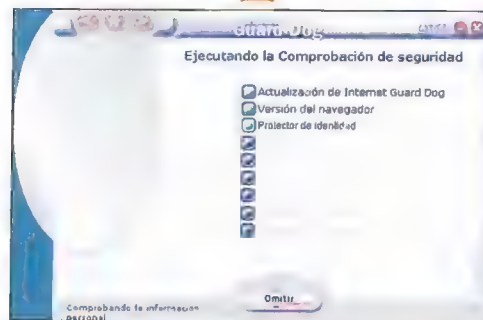 Guard Dog
Ejecutando la Comprobación de seguridad
Actualización de Internet Guard Dog
Versión del navegador
Protector de identidad
Omitir
Comprobando la información
personal